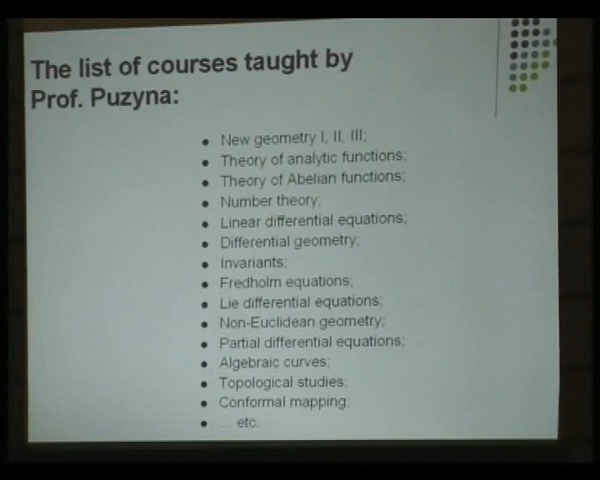 The list of courses taught by
Prof. Puzyna:
• New geometry I, II, III;
• Theory of analytic functions;
• Theory of Abelian functions;
• Number theory;
• Linear differential equations;
• Differential geometry;
• Invariants;
• Fredholm equations;
• Lie differential equations;
• Non-Euclidean geometry;
• Partial differential equations;
• Algebraic curves;
• Topological studies;
• Conformal mapping;
• ... etc.